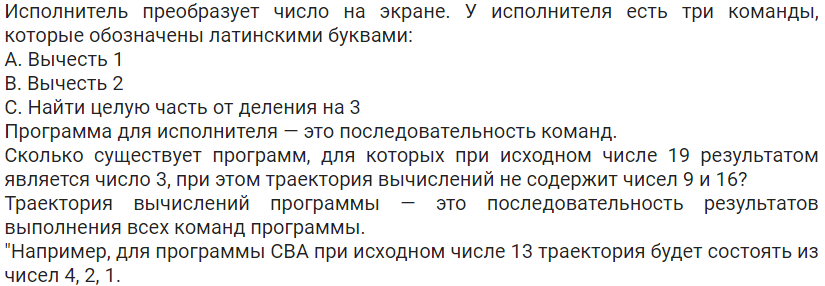 Исполнитель преобразует число на экране. У исполнителя есть три команды,
которые обозначены латинскими буквами:
А. Вычесть 1
В. Вычесть 2
С. Найти целую часть от деления на 3
Программа для исполнителя — это последовательность команд.
Сколько существует программ, для которых при исходном числе 19 результатом
является число 3, при этом траектория вычислений не содержит чисел 9 и 16?
Траектория вычислений программы — это последовательность результатов
выполнения всех команд программы.
"Например, для программы СВА при исходном числе 13 траектория будет состоять из
чисел 4, 2, 1.